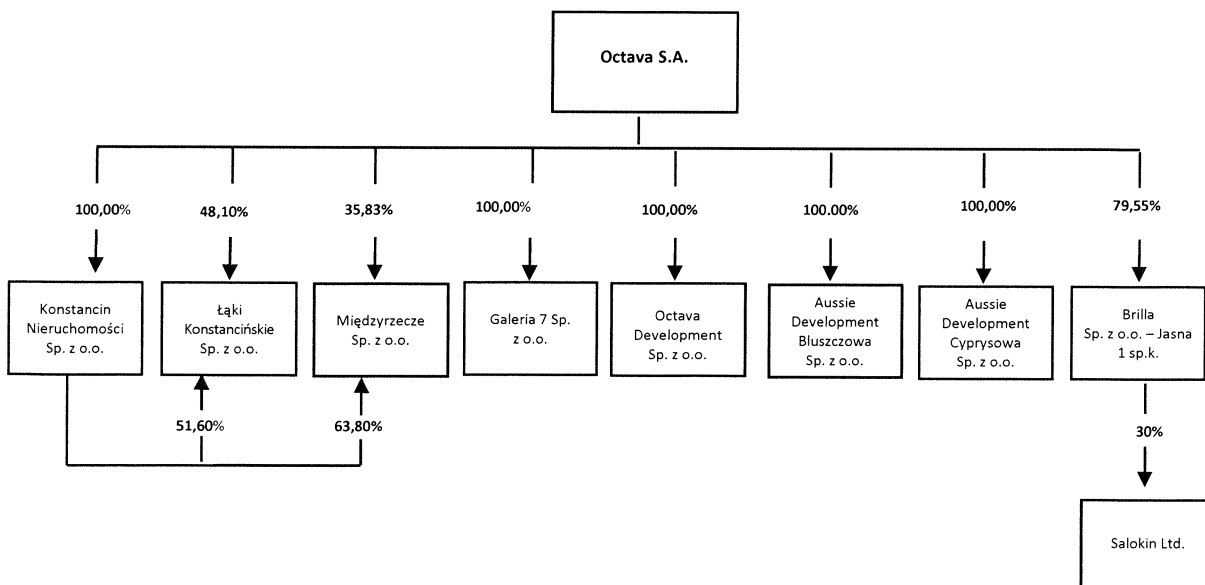 Octava S.A.
100,00%
48,10%
35,83%
100,00%
100,00%
100.00%
100,00%
79,55%
Konstancin
Nieruchomości
Sp. z o.o.
Łąki
Konstancińskie
Sp. z o.o.
Międzyrzecze
Sp. z o.o.
Galeria 7 Sp.
z o.o.
Octava
Development
Sp. z o.o.
Aussie
Development
Bluszczowa
Sp. z o.o.
Aussie
Development
Cyprysowa
Sp. z o.o.
Brilla
Sp. z o.o. – Jasna
1 sp.k.
51,60%
63,80%
30%
Salokin Ltd.